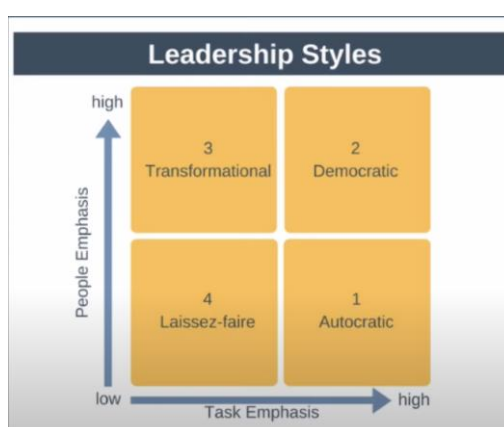 Leadership Styles
high
3
Transformational
2
Democratic
People Emphasis
4
Laissez-faire
1
Autocratic
low
high
Task Emphasis